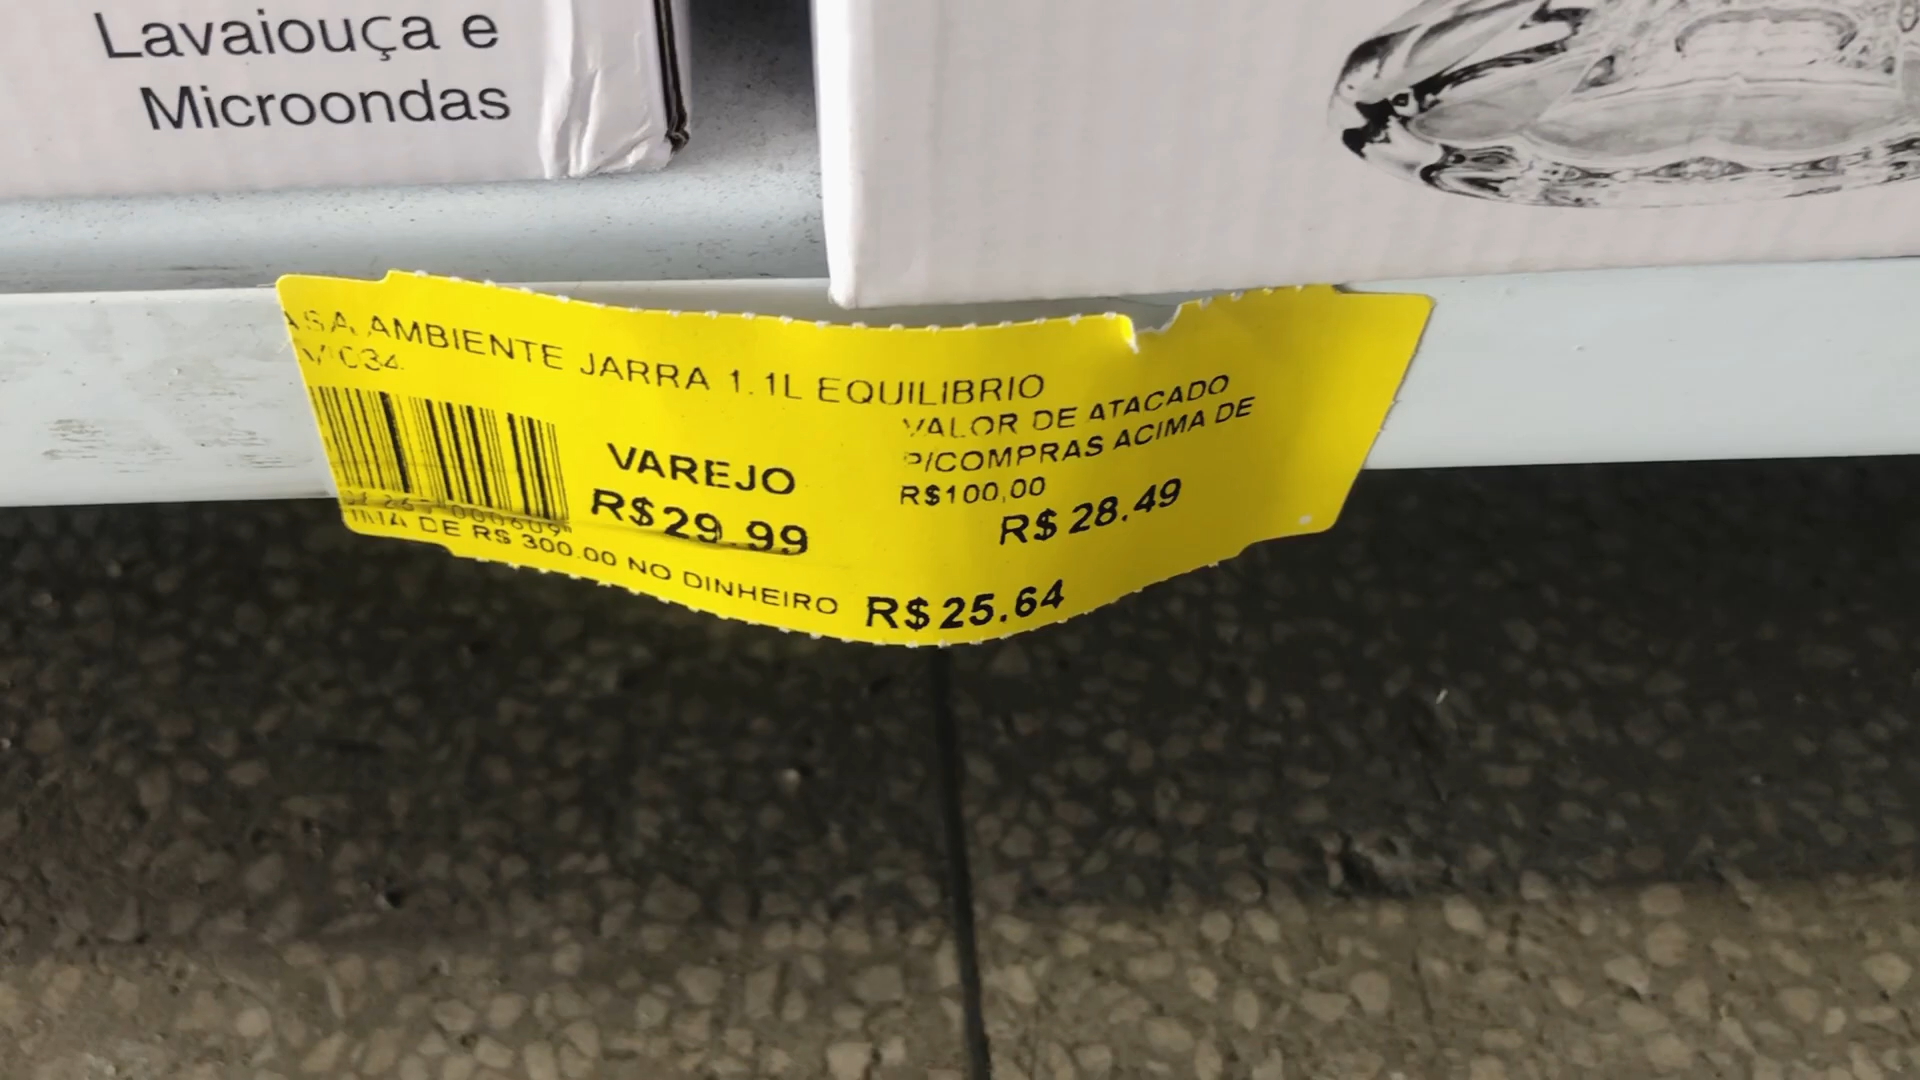 Lavaiouça e
Microondas
ASA AMBIENTE JARRA 1.1L EQUILIBRIO
VALOR DE ATACADO
P/COMPRAS ACIMA DE
R$100,00
VAREJO
R$29.99
R$28.49
DE R$ 300.00 NO DINHEIRO R$25.64